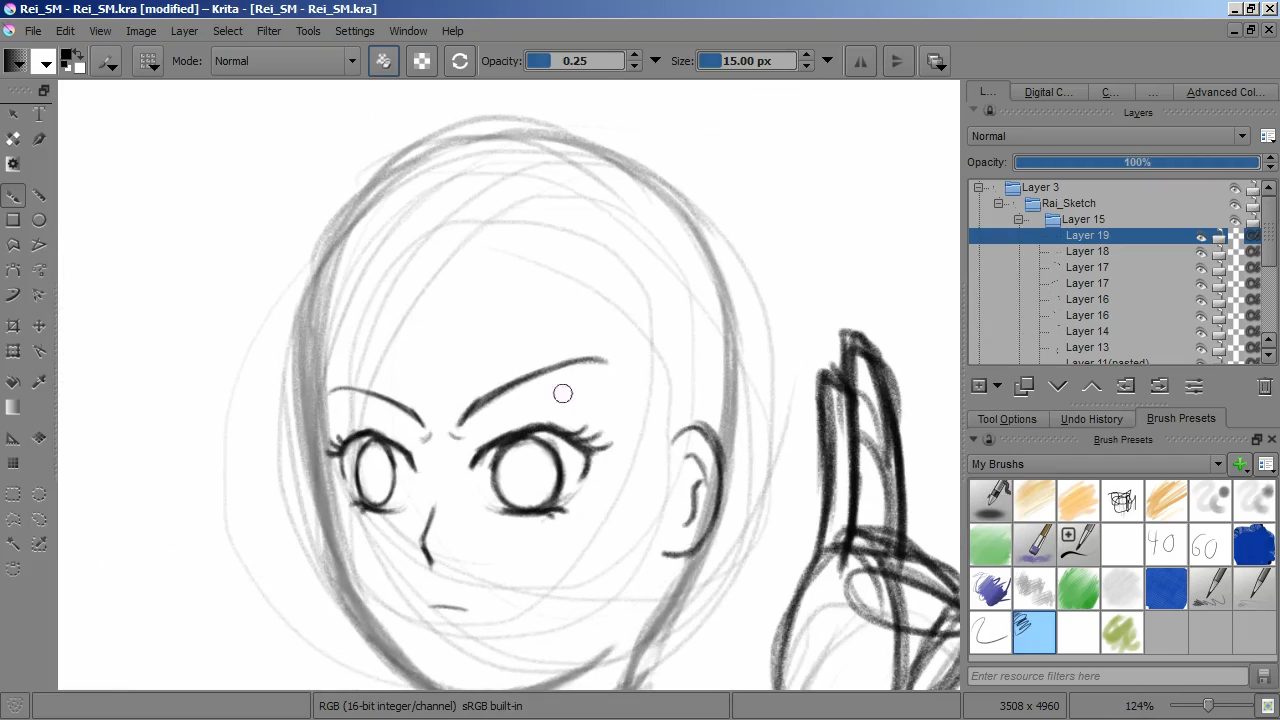 Rei_SM - Rei_SM.kra [modified] – Krita - [Rei_SM - Rei_SM.kra]
File Edit View Image Layer Select Filter Tools Settings Window Help
Mode: Normal Opacity: 0.25 Size: 15.00 px
L... Digital C... C... ... Advanced Col...
Layers
Normal
Opacity: 100%
Layer 3
Rai_Sketch
Layer 15
Layer 19
Layer 18
Layer 17
Layer 17
Layer 16
Layer 16
Layer 14
Layer 13
Layer 11(pasted)
Tool Options Undo History Brush Presets
Brush Presets
My Brushes
40 60
Enter resource filters here
RGB (16-bit integer/channel) sRGB built-in 3508 x 4960 124%